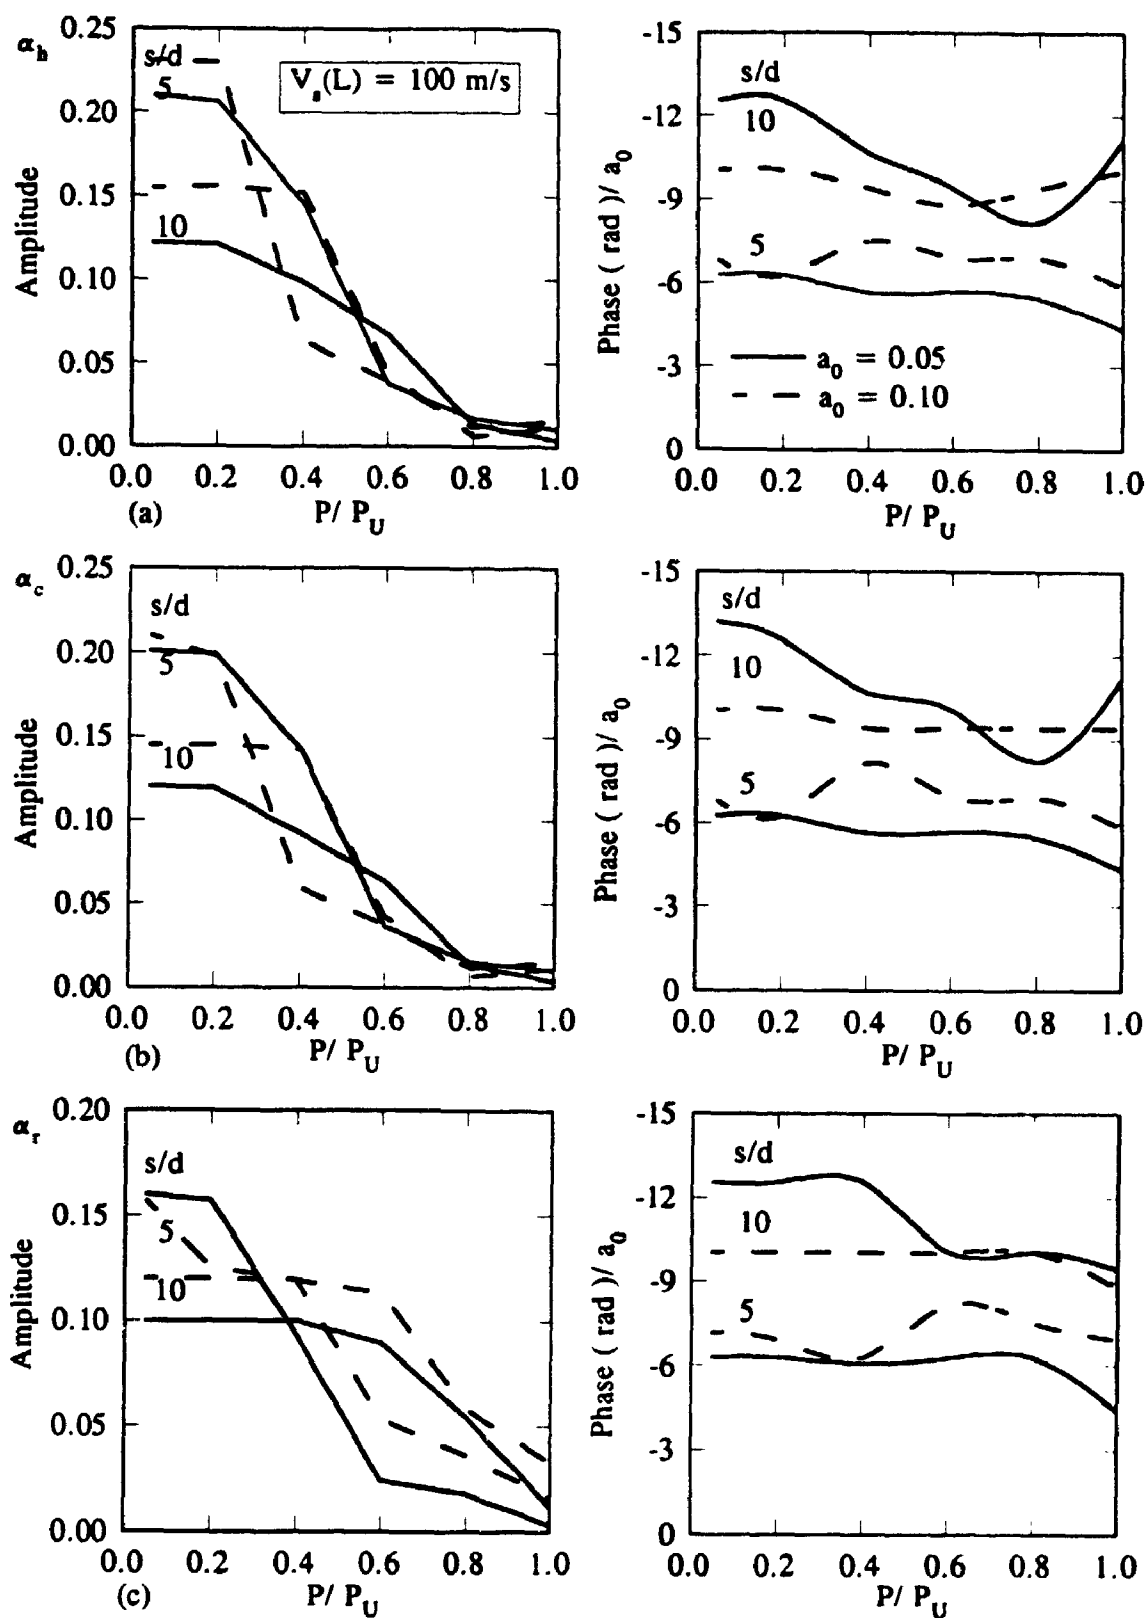 α_h
0.25
0.20
0.15
0.10
0.05
0.00
Amplitude
s/d
5
10
V_s(L) = 100 m/s
0.0 0.2 0.4 0.6 0.8 1.0
P/ P_U
(a)
-15
-12
-9
-6
-3
0
Phase ( rad )/ a_0
s/d
10
5
a_0 = 0.05
a_0 = 0.10
0.0 0.2 0.4 0.6 0.8 1.0
P/ P_U
α_c
0.25
0.20
0.15
0.10
0.05
0.00
Amplitude
s/d
5
10
0.0 0.2 0.4 0.6 0.8 1.0
P/ P_U
(b)
-15
-12
-9
-6
-3
0
Phase ( rad )/ a_0
s/d
10
5
0.0 0.2 0.4 0.6 0.8 1.0
P/ P_U
α_r
0.20
0.15
0.10
0.05
0.00
Amplitude
s/d
5
10
0.0 0.2 0.4 0.6 0.8 1.0
P/ P_U
(c)
-15
-12
-9
-6
-3
0
Phase ( rad )/ a_0
s/d
10
5
0.0 0.2 0.4 0.6 0.8 1.0
P/ P_U